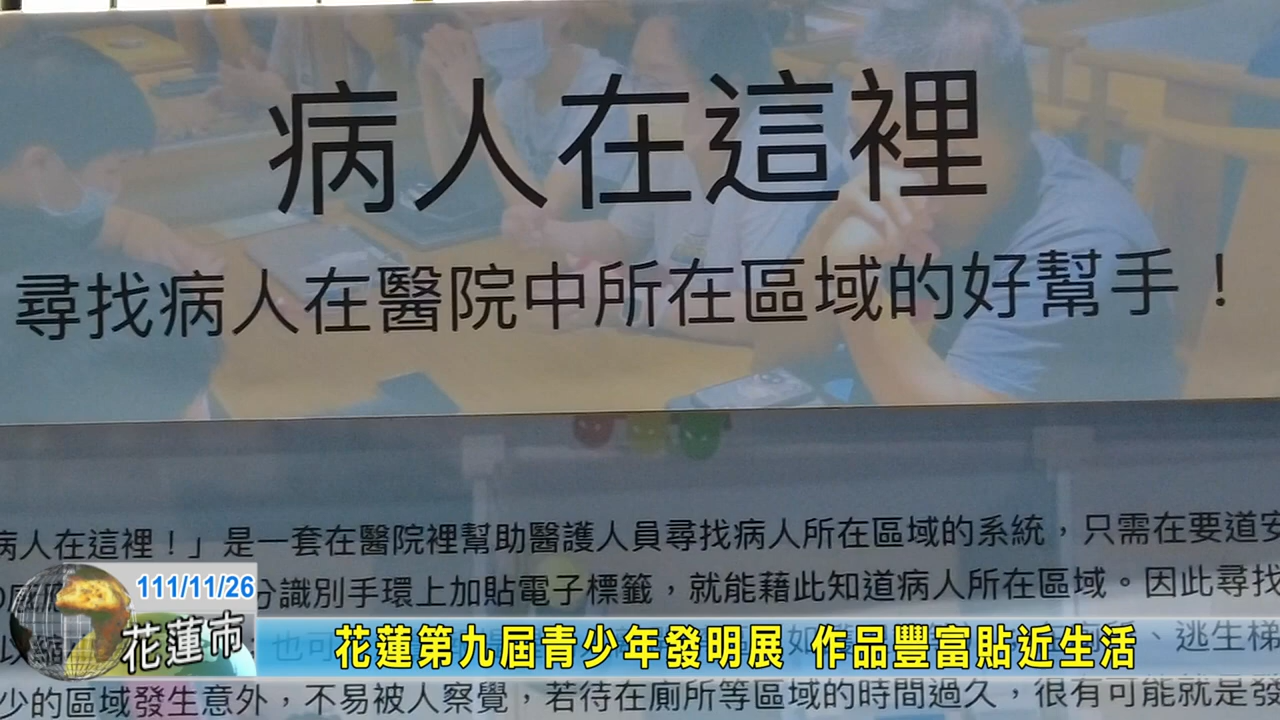 病人在這裡
尋找病人在醫院中所在區域的好幫手！
病人在這裡！」是一套在醫院裡幫助醫護人員尋找病人所在區域的系統，只需在要道安
分識別手環上加貼電子標籤，就能藉此知道病人所在區域。因此尋找
111/11/26
花蓮市
花蓮第九屆青少年發明展 作品豐富貼近生活
、逃生梯
少的區域發生意外，不易被人察覺，若待在廁所等區域的時間過久，很有可能就是發